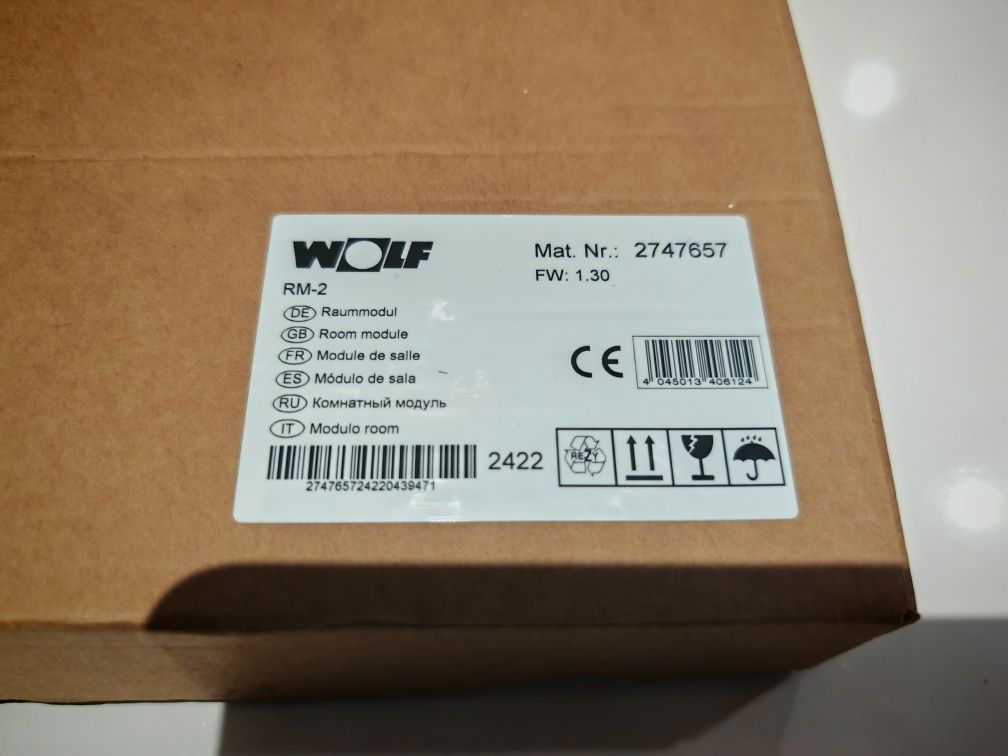 WOLF
Mat. Nr.: 2747657
FW: 1.30
RM-2
DE Raummodul
GB Room module
FR Module de salle
ES Módulo de sala
RU Комнатный модуль
IT Modulo room
CE
4 045013 406124
274765724220439471
2422
REZY